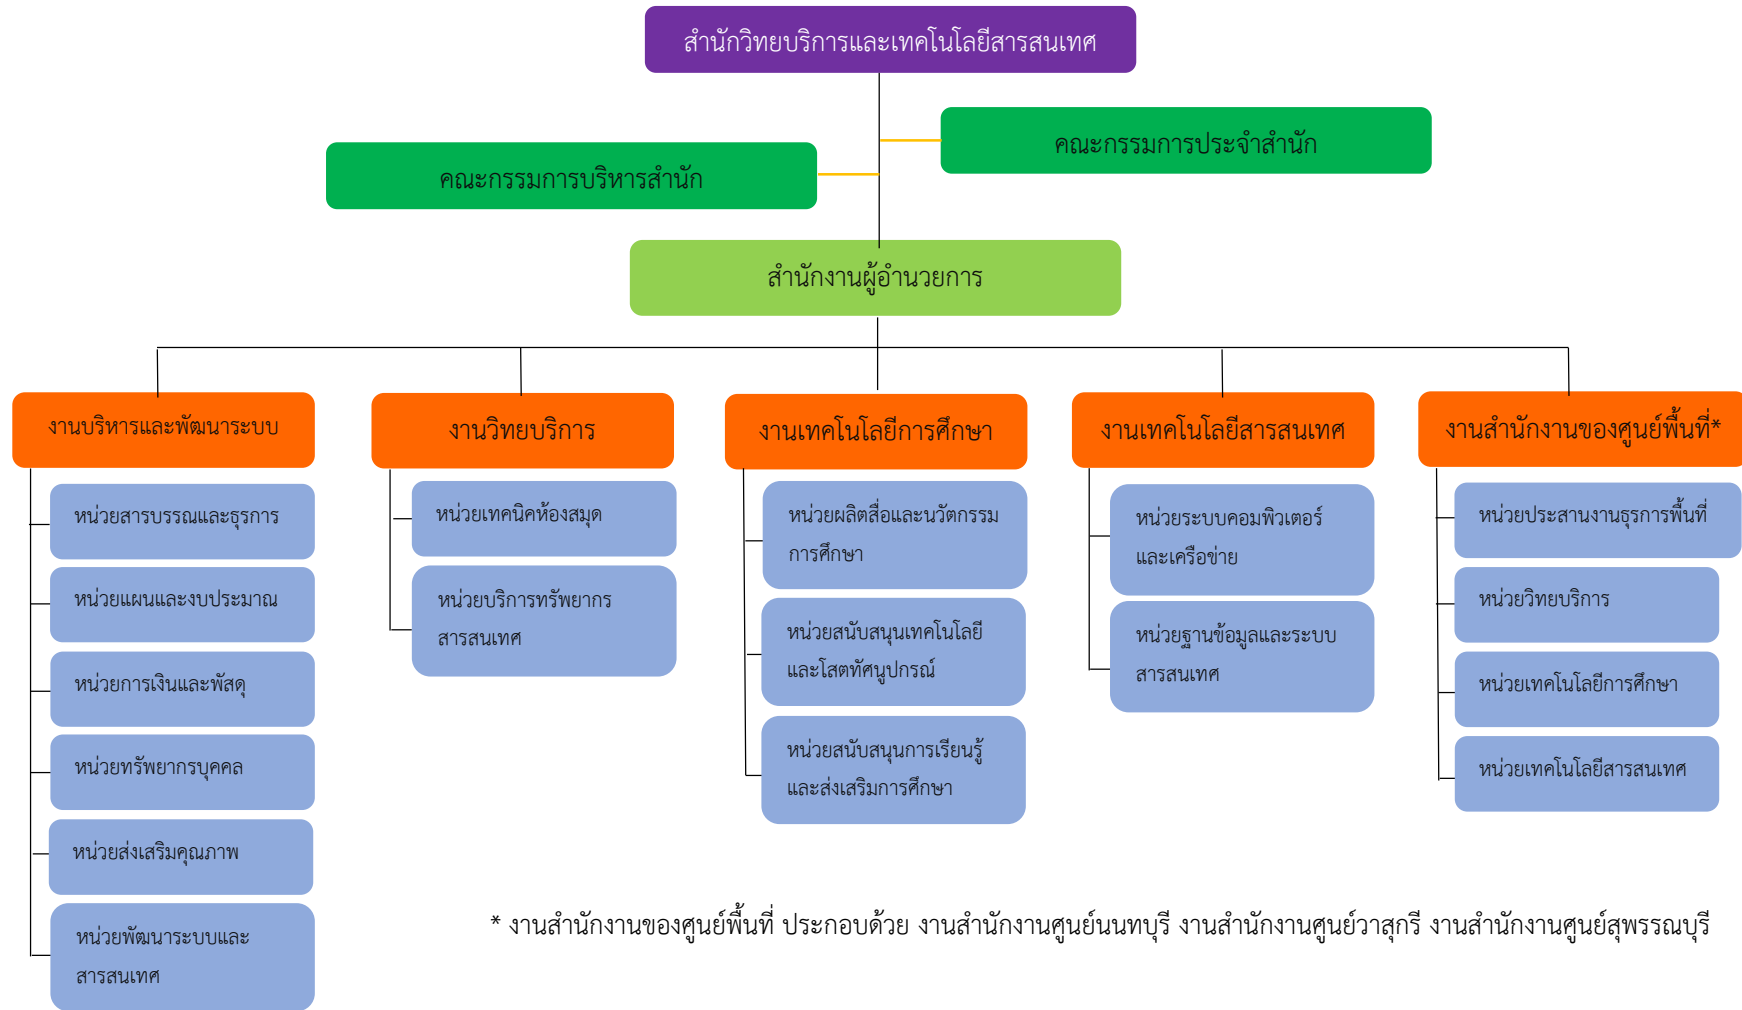 สำนักวิทยบริการและเทคโนโลยีสารสนเทศ
คณะกรรมการประจำสำนัก
คณะกรรมการบริหารสำนัก
สำนักงานผู้อำนวยการ
งานบริหารและพัฒนาระบบ
หน่วยสารบรรณและธุรการ
หน่วยแผนและงบประมาณ
หน่วยการเงินและพัสดุ
หน่วยทรัพยากรบุคคล
หน่วยส่งเสริมคุณภาพ
หน่วยพัฒนาระบบและ
สารสนเทศ
งานวิทยบริการ
หน่วยเทคนิคห้องสมุด
หน่วยบริการทรัพยากร
สารสนเทศ
งานเทคโนโลยีการศึกษา
หน่วยผลิตสื่อและนวัตกรรม
การศึกษา
หน่วยสนับสนุนเทคโนโลยี
และโสตทัศนูปกรณ์
หน่วยสนับสนุนการเรียนรู้
และส่งเสริมการศึกษา
งานเทคโนโลยีสารสนเทศ
หน่วยระบบคอมพิวเตอร์
และเครือข่าย
หน่วยฐานข้อมูลและระบบ
สารสนเทศ
งานสำนักงานของศูนย์พื้นที่*
หน่วยประสานงานธุรการพื้นที่
หน่วยวิทยบริการ
หน่วยเทคโนโลยีการศึกษา
หน่วยเทคโนโลยีสารสนเทศ
* งานสำนักงานของศูนย์พื้นที่ ประกอบด้วย งานสำนักงานศูนย์นนทบุรี งานสำนักงานศูนย์วาสุกรี งานสำนักงานศูนย์สุพรรณบุรี